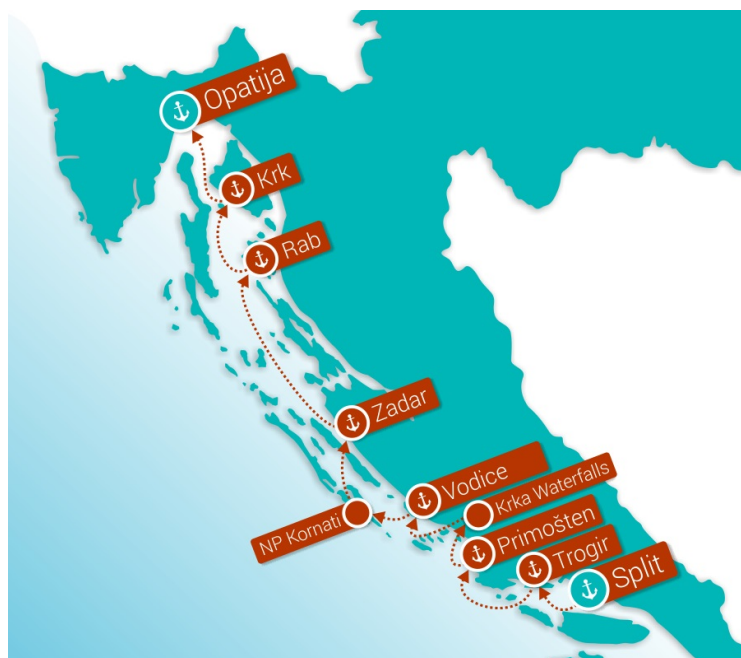 Opatija
Krk
Rab
Zadar
Vodice
Krka Waterfalls
NP Kornati
Primošten
Trogir
Split